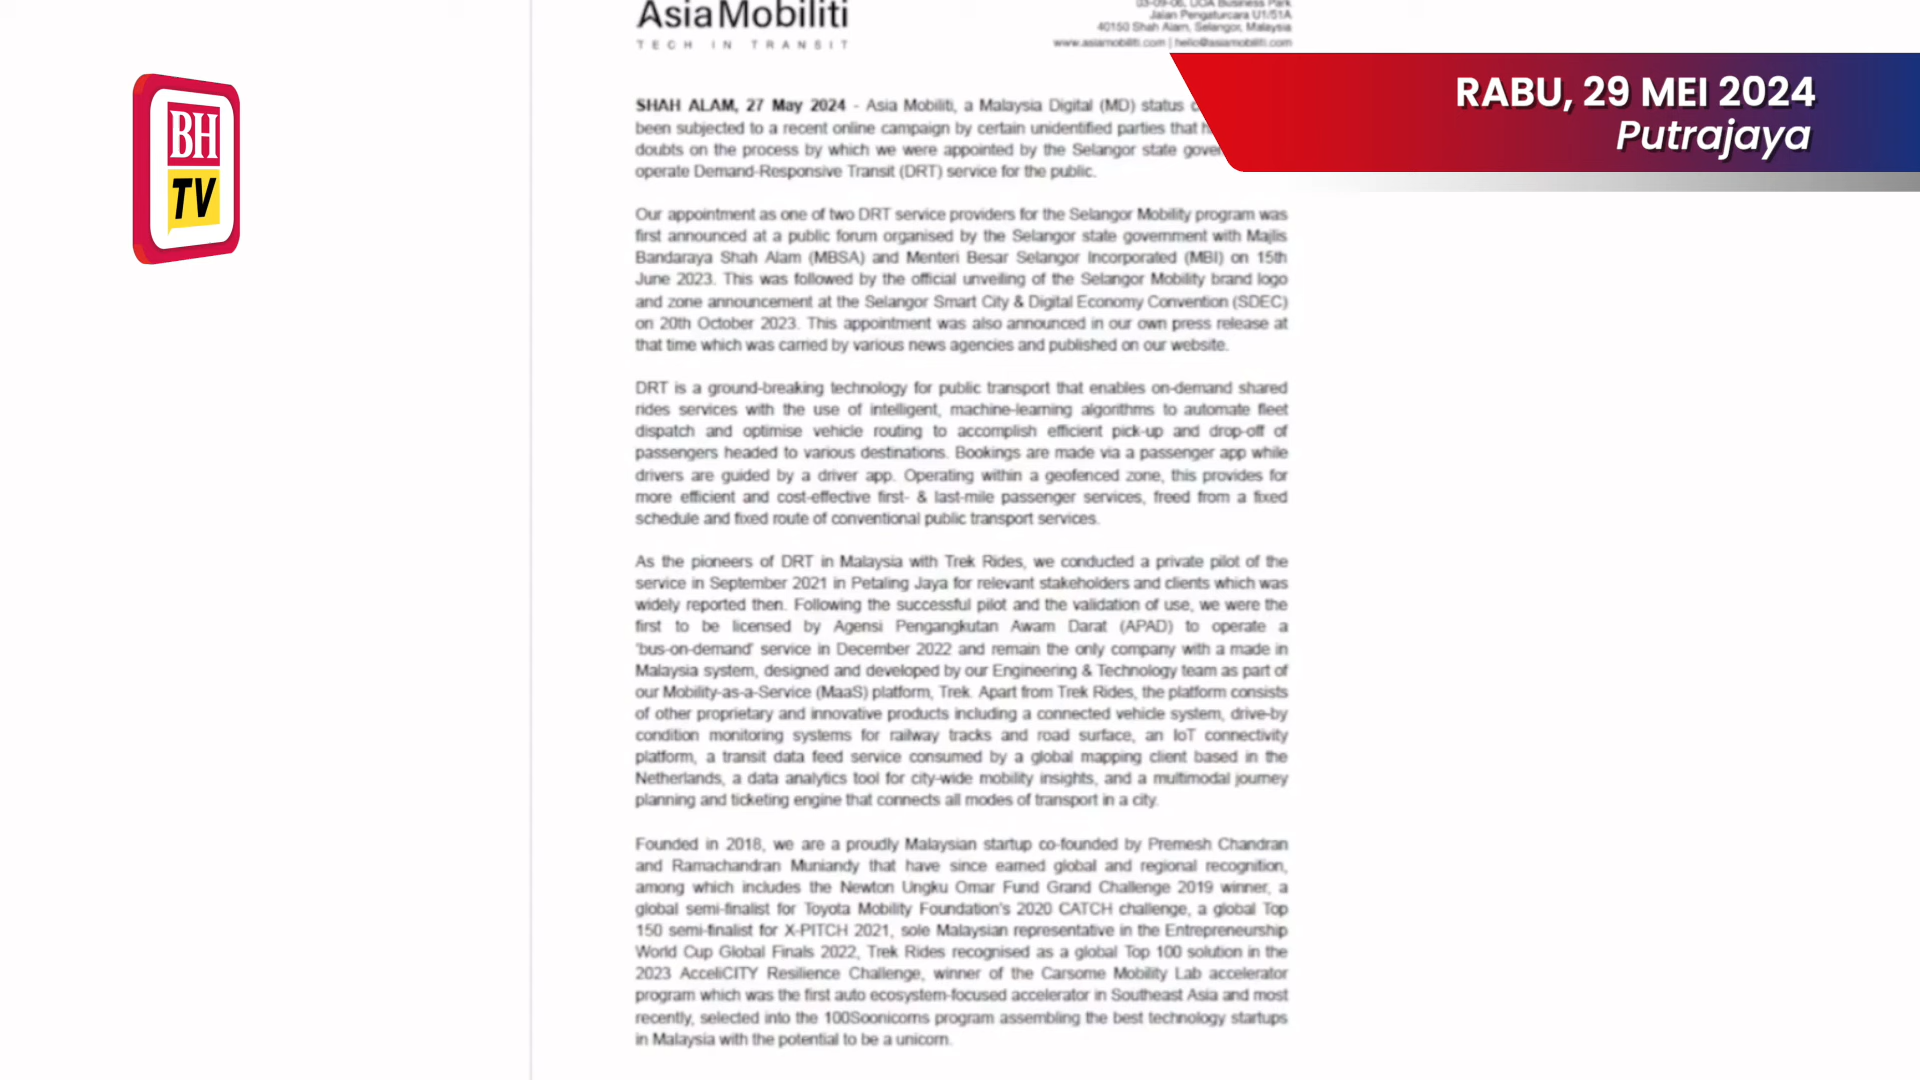 AsiaMobiliti
TECH IN TRANSIT
03-09-06, UOA Business Park
Jalan Pengaturcara U1/51A
40150 Shah Alam, Selangor, Malaysia
www.asiamobiliti.com | hello@asiamobiliti.com
BH
TV
RABU, 29 MEI 2024
Putrajaya
SHAH ALAM, 27 May 2024 - Asia Mobiliti, a Malaysia Digital (MD) status
been subjected to a recent online campaign by certain unidentified parties that
doubts on the process by which we were appointed by the Selangor state
operate Demand-Responsive Transit (DRT) service for the public.
Our appointment as one of two DRT service providers for the Selangor Mobility program was
first announced at a public forum organised by the Selangor state government with Majlis
Bandaraya Shah Alam (MBSA) and Menteri Besar Selangor Incorporated (MBI) on 15th
June 2023. This was followed by the official unveiling of the Selangor Mobility brand logo
and zone announcement at the Selangor Smart City & Digital Economy Convention (SDEC)
on 20th October 2023. This appointment was also announced in our own press release at
that time which was carried by various news agencies and published on our website.
DRT is a ground-breaking technology for public transport that enables on-demand shared
rides services with the use of intelligent, machine-learning algorithms to automate fleet
dispatch and optimise vehicle routing to accomplish efficient pick-up and drop-off of
passengers headed to various destinations. Bookings are made via a passenger app while
drivers are guided by a driver app. Operating within a geofenced zone, this provides for
more efficient and cost-effective first- & last-mile passenger services, freed from a fixed
schedule and fixed route of conventional public transport services.
As the pioneers of DRT in Malaysia with Trek Rides, we conducted a private pilot of the
service in September 2021 in Petaling Jaya for relevant stakeholders and clients which was
widely reported then. Following the successful pilot and the validation of use, we were the
first to be licensed by Agensi Pengangkutan Awam Darat (APAD) to operate a
'bus-on-demand' service in December 2022 and remain the only company with a made in
Malaysia system, designed and developed by our Engineering & Technology team as part of
our Mobility-as-a-Service (MaaS) platform, Trek. Apart from Trek Rides, the platform consists
of other proprietary and innovative products including a connected vehicle system, drive-by
condition monitoring systems for railway tracks and road surface, an IoT connectivity
platform, a transit data feed service consumed by a global mapping client based in the
Netherlands, a data analytics tool for city-wide mobility insights, and a multimodal journey
planning and ticketing engine that connects all modes of transport in a city.
Founded in 2018, we are a proudly Malaysian startup co-founded by Premesh Chandran
and Ramachandran Muniandy that have since earned global and regional recognition,
among which includes the Newton Ungku Omar Fund Grand Challenge 2019 winner, a
global semi-finalist for Toyota Mobility Foundation's 2020 CATCH challenge, a global Top
150 semi-finalist for X-PITCH 2021, sole Malaysian representative in the Entrepreneurship
World Cup Global Finals 2022, Trek Rides recognised as a global Top 100 solution in the
2023 AcceliCITY Resilience Challenge, winner of the Carsome Mobility Lab accelerator
program which was the first auto ecosystem-focused accelerator in Southeast Asia and most
recently, selected into the 100Soonicorns program assembling the best technology startups
in Malaysia with the potential to be a unicorn.